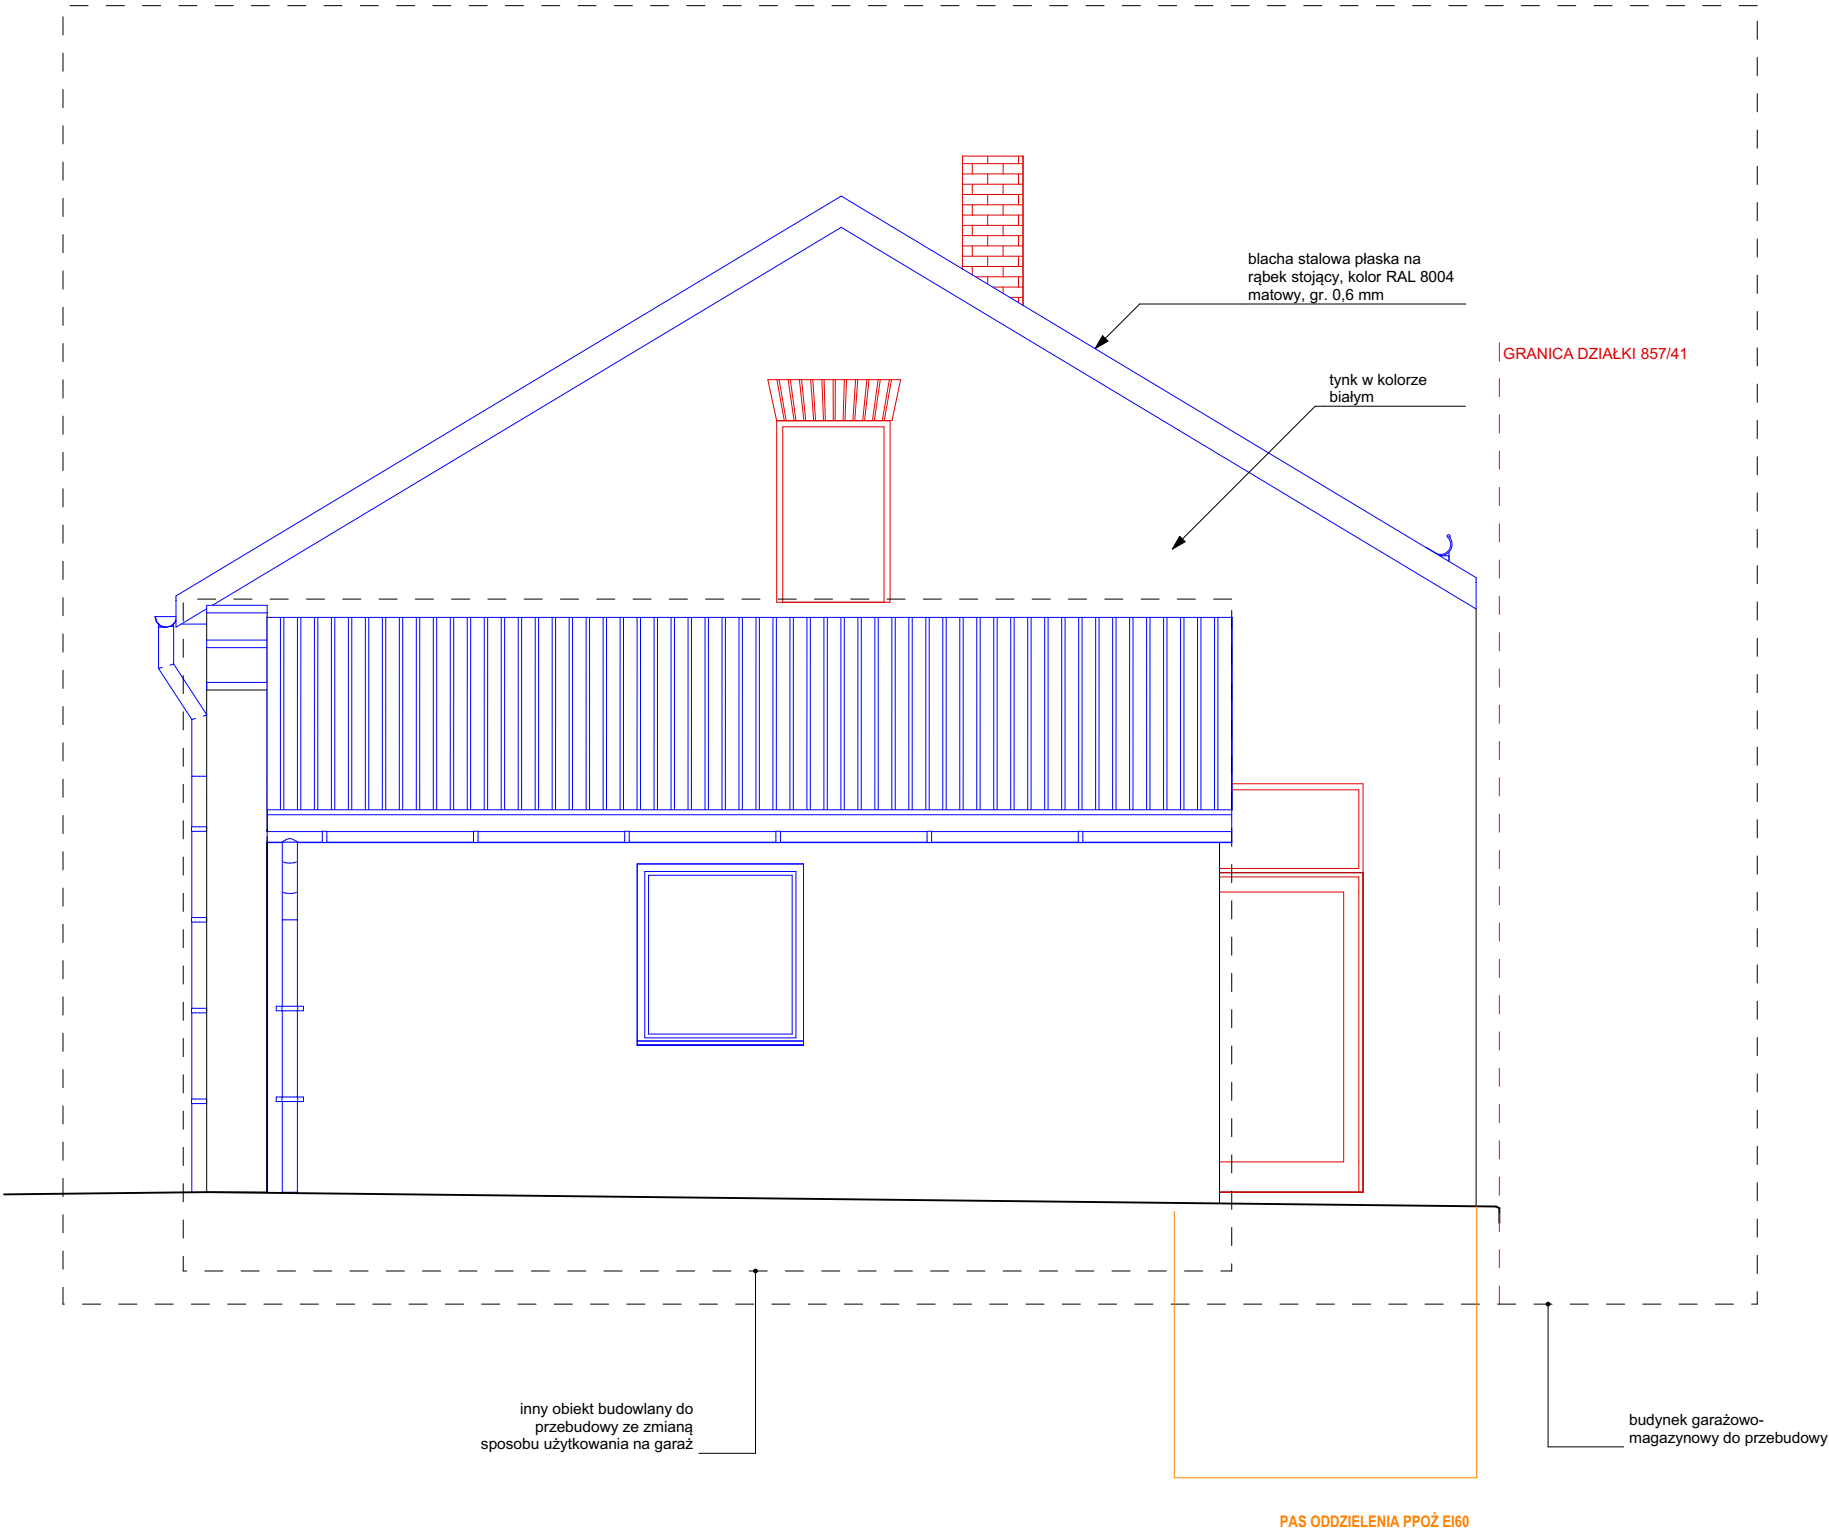 blacha stalowa płaska na
rąbek stojący, kolor RAL 8004
matowy, gr. 0,6 mm
GRANICA DZIAŁKI 857/41
tynk w kolorze
białym
inny obiekt budowlany do
przebudowy ze zmianą
sposobu użytkowania na garaż
budynek garażowo-
magazynowy do przebudowy
PAS ODDZIELENIA PPOŻ EI60